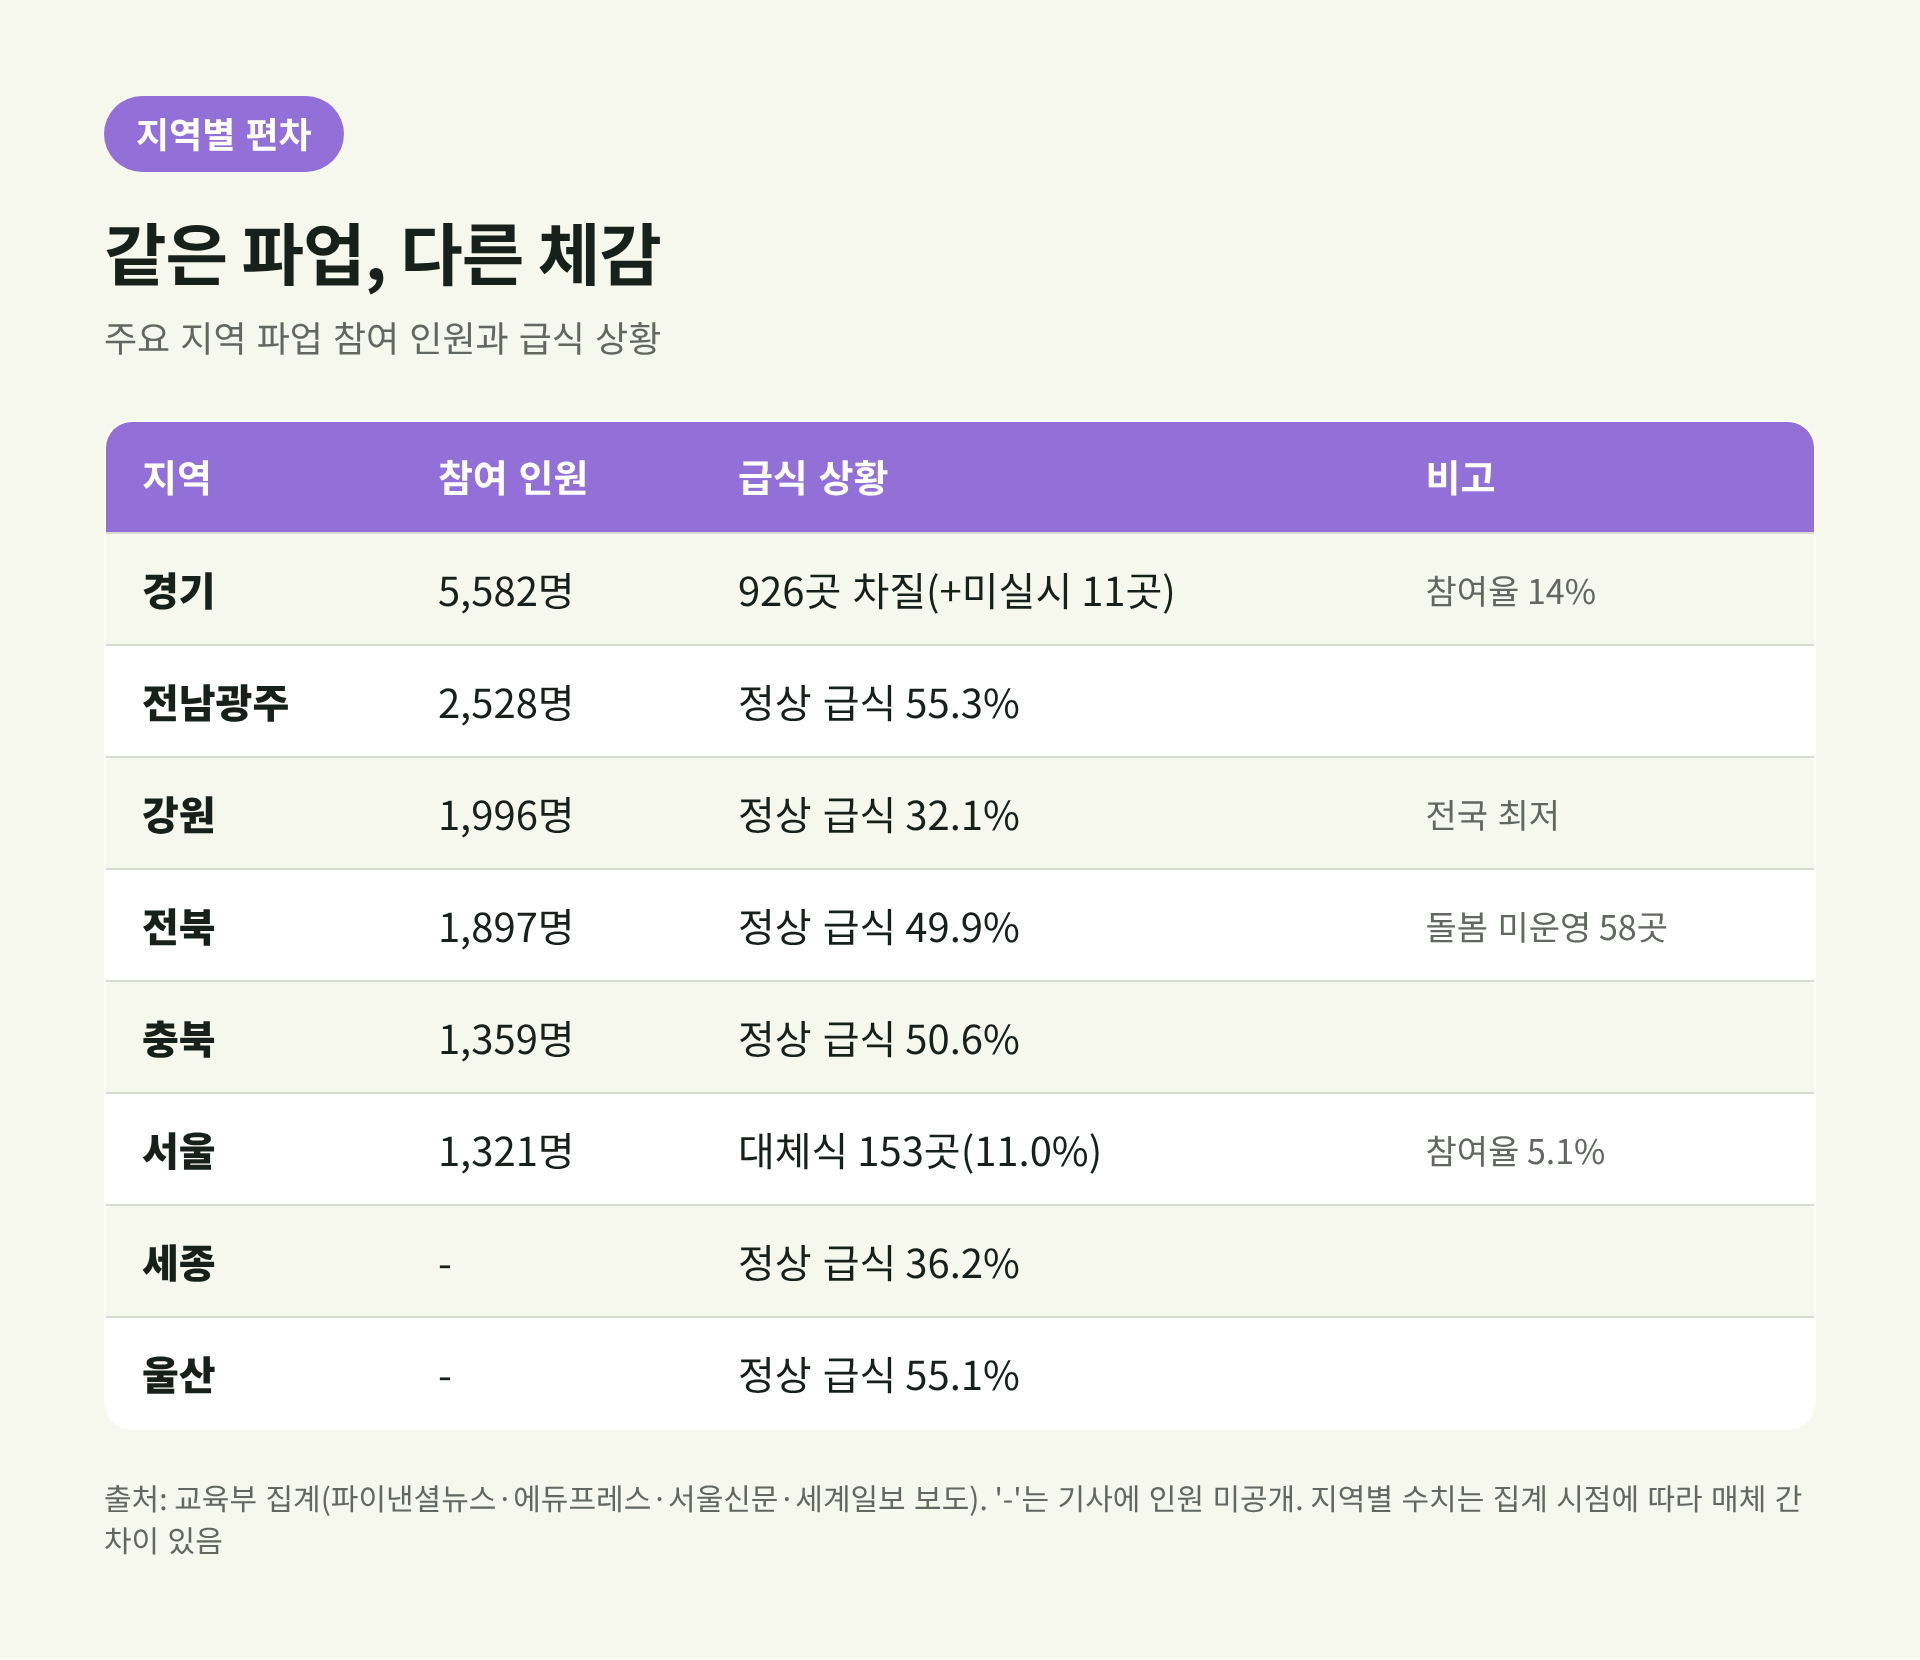 지역별 편차
같은 파업, 다른 체감
주요 지역 파업 참여 인원과 급식 상황
지역 참여 인원 급식 상황 비고
경기 5,582명 926곳 차질(+미실시 11곳) 참여율 14%
전남광주 2,528명 정상 급식 55.3%
강원 1,996명 정상 급식 32.1% 전국 최저
전북 1,897명 정상 급식 49.9% 돌봄 미운영 58곳
충북 1,359명 정상 급식 50.6%
서울 1,321명 대체식 153곳(11.0%) 참여율 5.1%
세종 - 정상 급식 36.2%
울산 - 정상 급식 55.1%
출처: 교육부 집계(파이낸셜뉴스·에듀프레스·서울신문·세계일보 보도). '-'는 기사에 인원 미공개. 지역별 수치는 집계 시점에 따라 매체 간
차이 있음